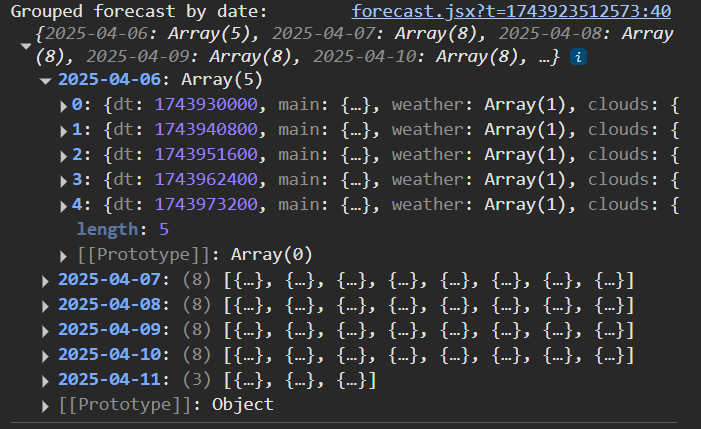 Grouped forecast by date: forecast.jsx?t=1743923512573:40
{2025-04-06: Array(5), 2025-04-07: Array(8), 2025-04-08: Array
(8), 2025-04-09: Array(8), 2025-04-10: Array(8), …} i
2025-04-06: Array(5)
0: {dt: 1743930000, main: {…}, weather: Array(1), clouds: {
1: {dt: 1743940800, main: {…}, weather: Array(1), clouds: {
2: {dt: 1743951600, main: {…}, weather: Array(1), clouds: {
3: {dt: 1743962400, main: {…}, weather: Array(1), clouds: {
4: {dt: 1743973200, main: {…}, weather: Array(1), clouds: {
length: 5
[[Prototype]]: Array(0)
2025-04-07: (8) [{…}, {…}, {…}, {…}, {…}, {…}, {…}, {…}]
2025-04-08: (8) [{…}, {…}, {…}, {…}, {…}, {…}, {…}, {…}]
2025-04-09: (8) [{…}, {…}, {…}, {…}, {…}, {…}, {…}, {…}]
2025-04-10: (8) [{…}, {…}, {…}, {…}, {…}, {…}, {…}, {…}]
2025-04-11: (3) [{…}, {…}, {…}]
[[Prototype]]: Object